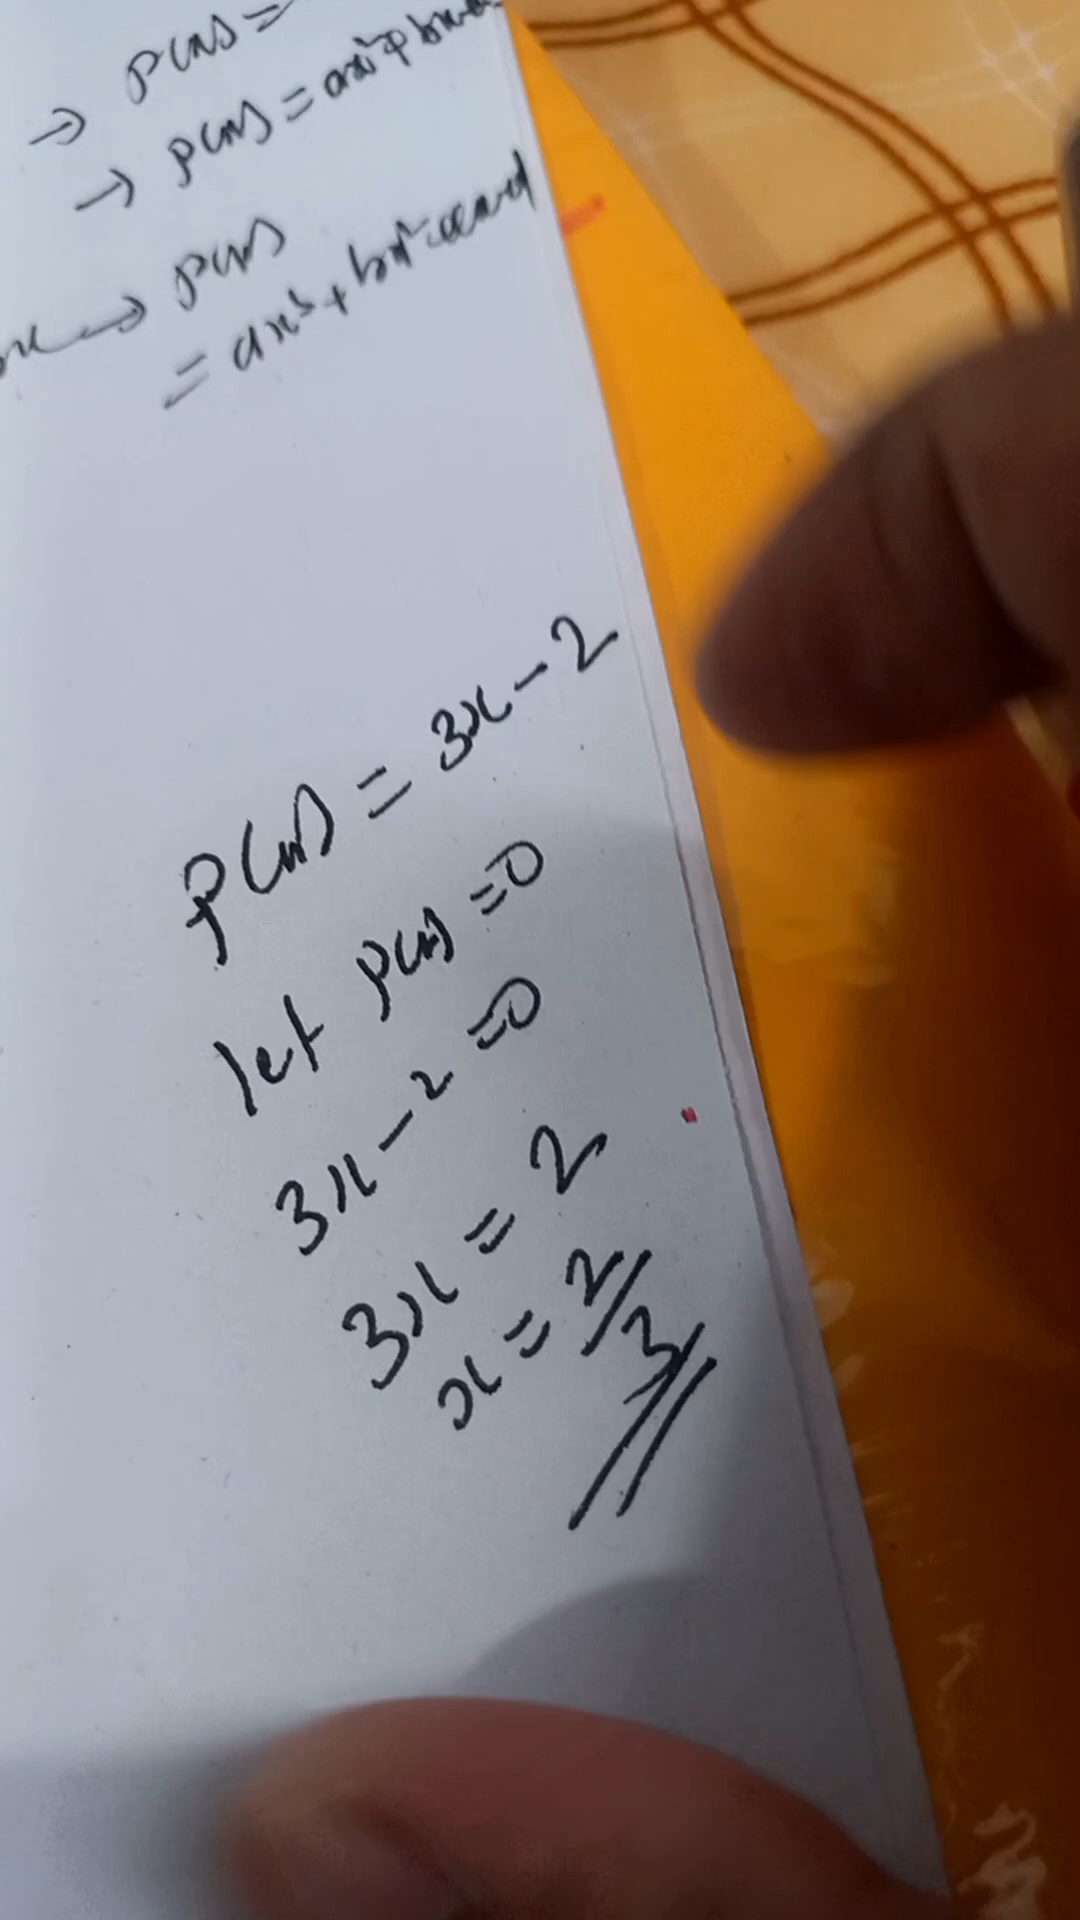 → P(x) =
→ P(x) = ax²+bx+c
→ P(x)
= ax³+bx²+cx+d
P(x) = 3x-2
let P(x) =0
3x-2 =0
3x = 2
x = 2/3